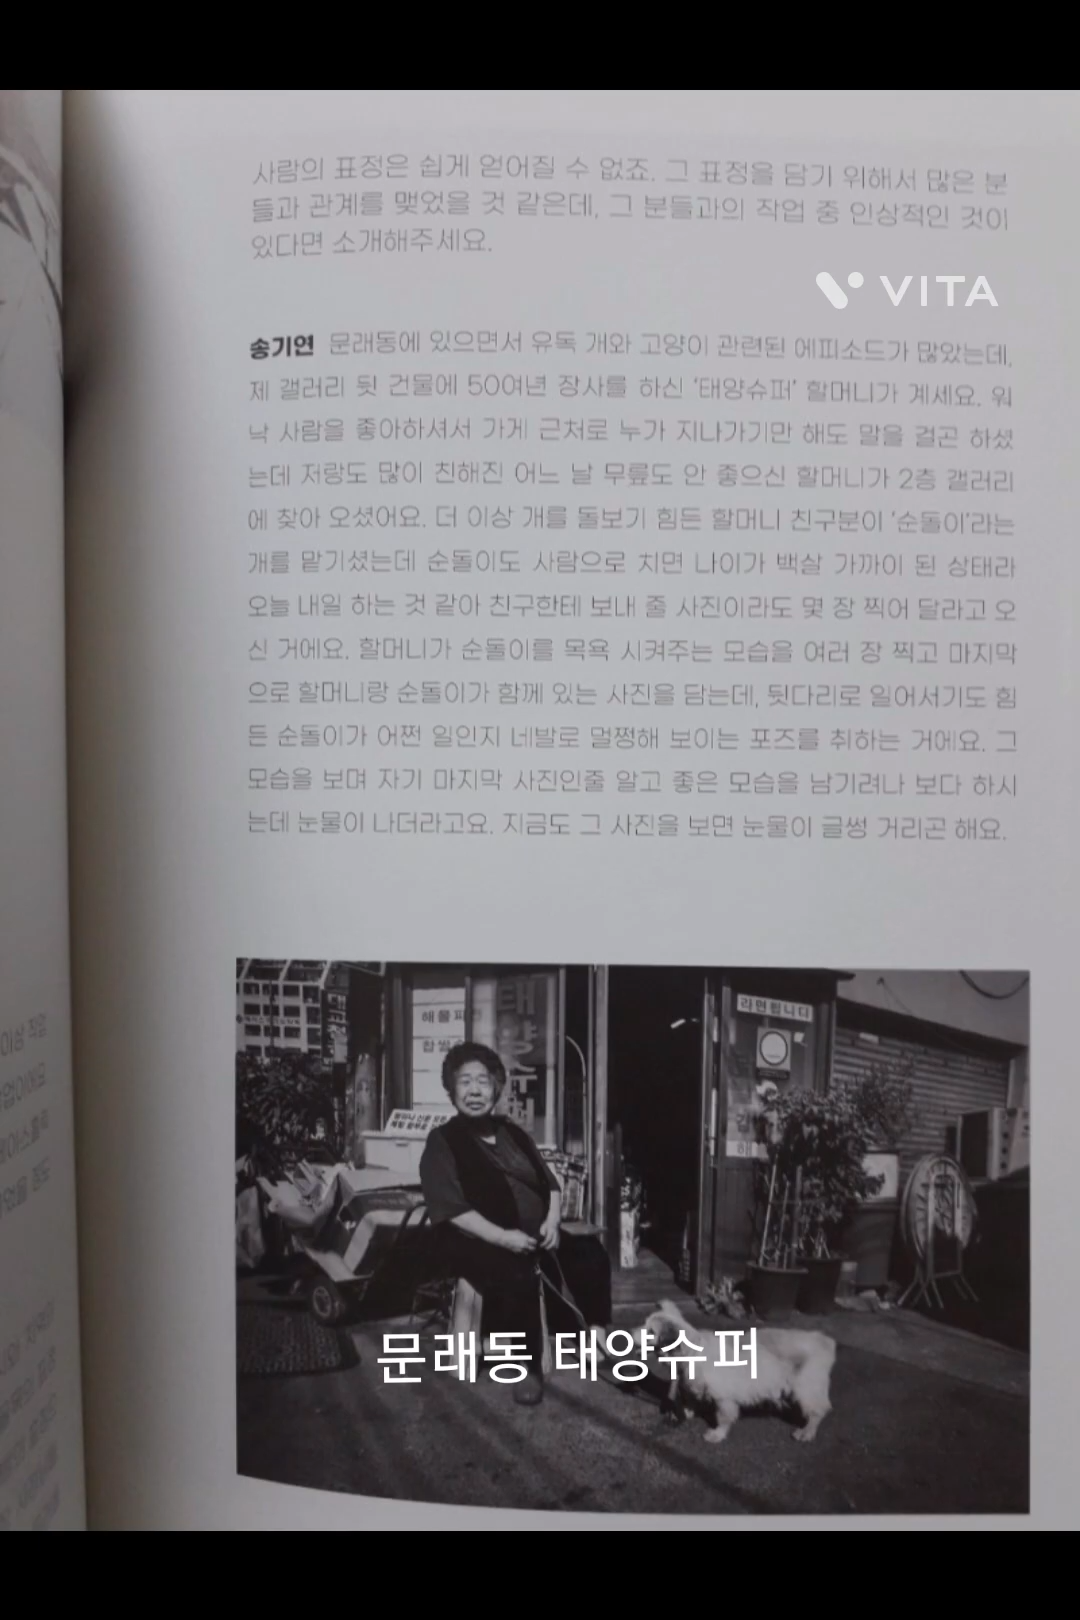 사람의 표정은 쉽게 얻어질 수 없죠. 그 표정을 담기 위해서 많은 분
들과 관계를 맺었을 것 같은데, 그 분들과의 작업 중 인상적인 것이
있다면 소개해주세요.
VITA
송기연 문래동에 있으면서 유독 개와 고양이 관련된 에피소드가 많았는데,
제 갤러리 뒷 건물에 50여년 장사를 하신 '태양슈퍼' 할머니가 계세요. 워
낙 사람을 좋아하셔서 가게 근처로 누가 지나가기만 해도 말을 걸곤 하셨
는데 저랑도 많이 친해진 어느 날 무릎도 안 좋으신 할머니가 2층 갤러리
에 찾아 오셨어요. 더 이상 개를 돌보기 힘든 할머니 친구분이 '순돌이'라는
개를 맡기셨는데 순돌이도 사람으로 치면 나이가 백살 가까이 된 상태라
오늘 내일 하는 것 같아 친구한테 보내 줄 사진이라도 몇 장 찍어 달라고 오
신 거에요. 할머니가 순돌이를 목욕 시켜주는 모습을 여러 장 찍고 마지막
으로 할머니랑 순돌이가 함께 있는 사진을 담는데, 뒷다리로 일어서기도 힘
든 순돌이가 어쩐 일인지 네발로 멀쩡해 보이는 포즈를 취하는 거에요. 그
모습을 보며 자기 마지막 사진인줄 알고 좋은 모습을 남기려나 보다 하시
는데 눈물이 나더라고요. 지금도 그 사진을 보면 눈물이 글썽 거리곤 해요.
라면됩니다
해물파전
찹쌀
태양슈퍼
문래동 태양슈퍼